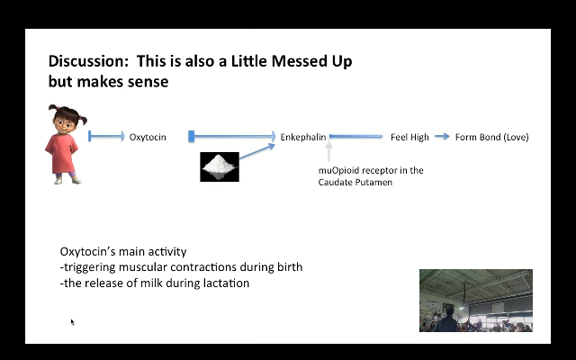 Discussion:  This is also a Little Messed Up
but makes sense
Oxytocin
Enkephalin
Feel High
Form Bond (Love)
muOpioid receptor in the
Caudate Putamen
Oxytocin's main activity
-triggering muscular contractions during birth
-the release of milk during lactation